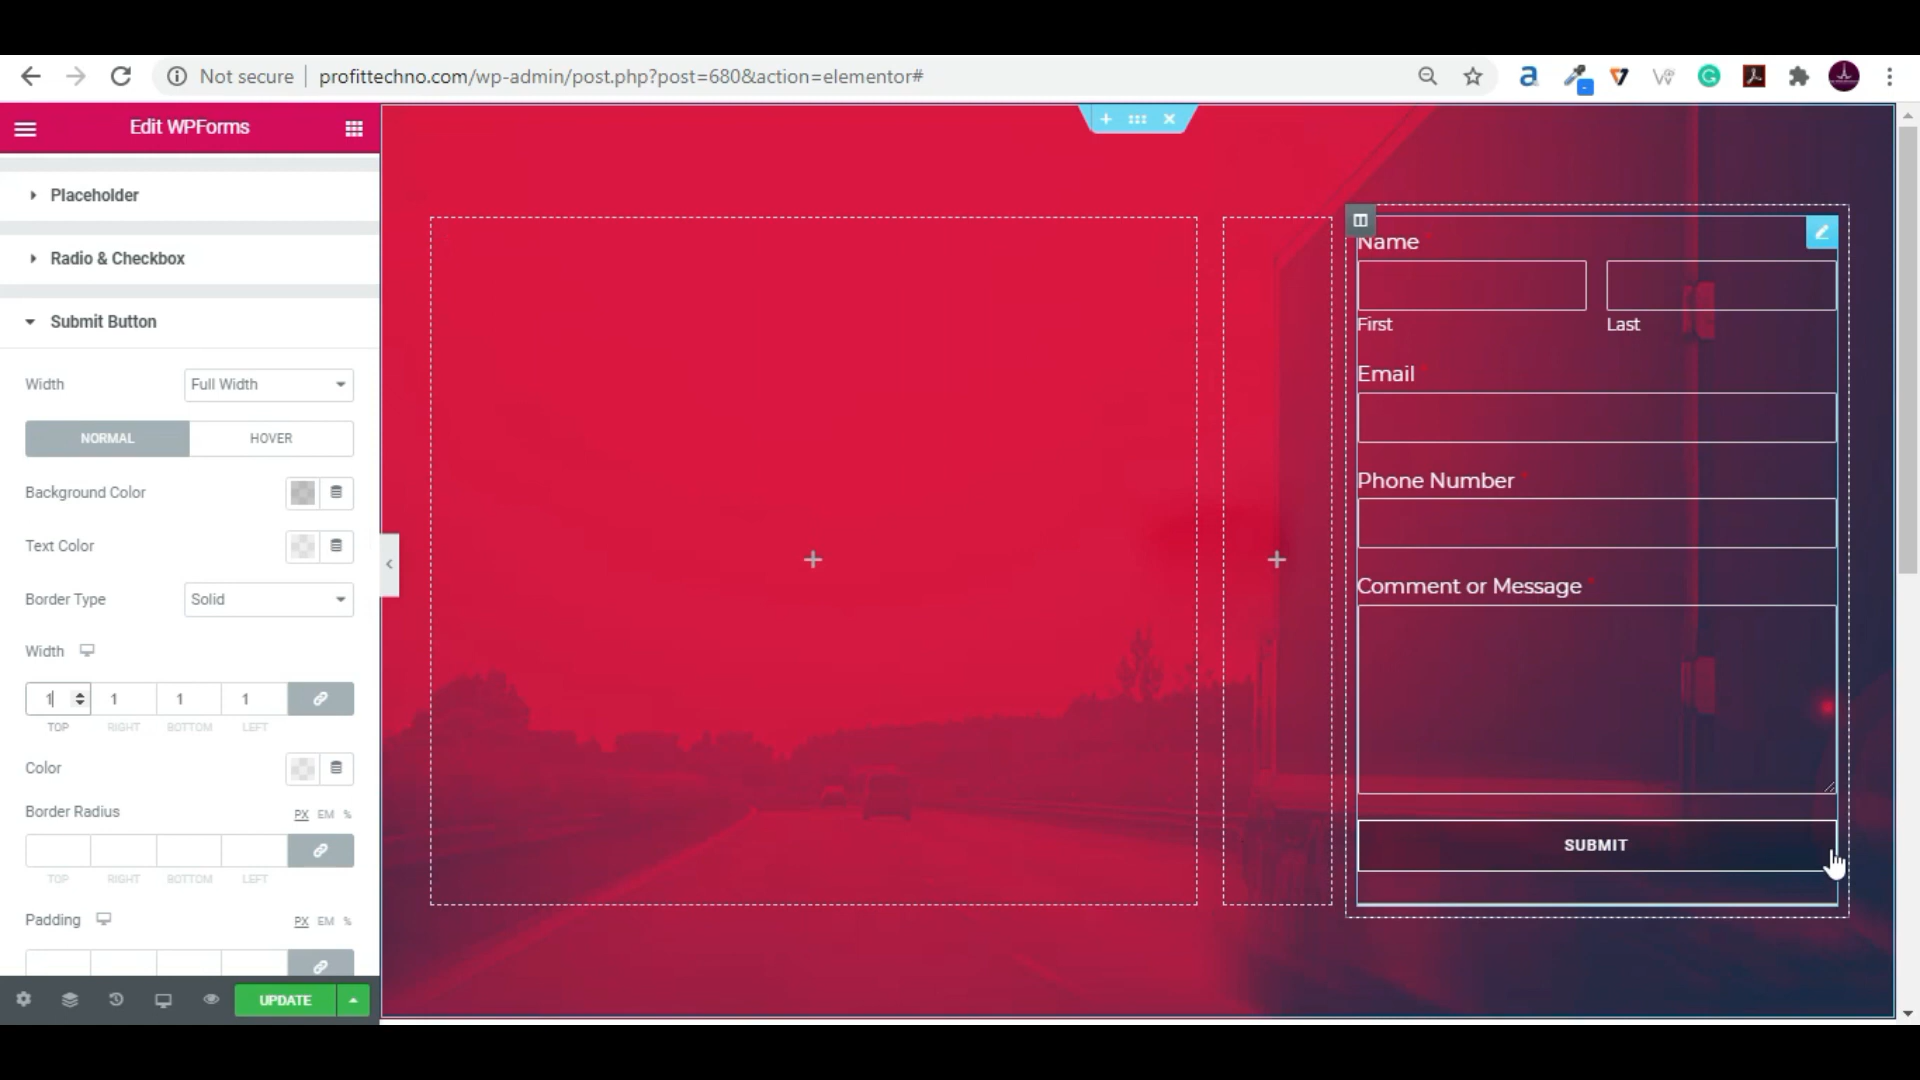 Not secure
profittechno.com/wp-admin/post.php?post=680&action=elementor#
Edit WPForms
Placeholder
Radio & Checkbox
Submit Button
Width
Full Width
NORMAL
HOVER
Background Color
Text Color
Border Type
Solid
Width
1 1 1 1
TOP RIGHT BOTTOM LEFT
Color
Border Radius
PX EM %
TOP RIGHT BOTTOM LEFT
Padding
PX EM %
UPDATE
Name *
First
Last
Email *
Phone Number *
Comment or Message *
SUBMIT